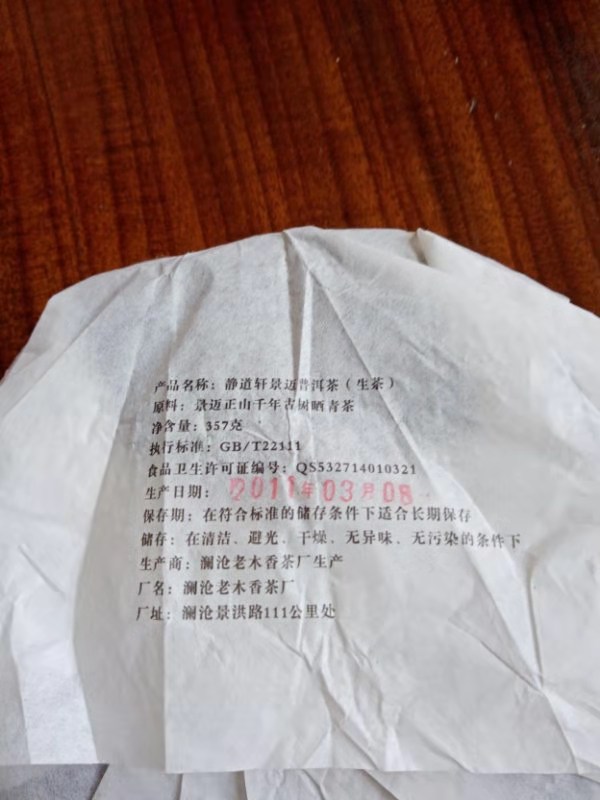 产品名称：静道轩景迈普洱茶（生茶）
原料：景迈正山千年古树晒青茶
净含量：357克
执行标准：GB/T22111
食品卫生许可证编号：QS532714010321
生产日期：2011年03月08
保存期：在符合标准的储存条件下适合长期保存
储存：在清洁、避光、干燥、无异味、无污染的条件下
生产商：澜沧老木香茶厂生产
厂名：澜沧老木香茶厂
厂址：澜沧景洪路111公里处